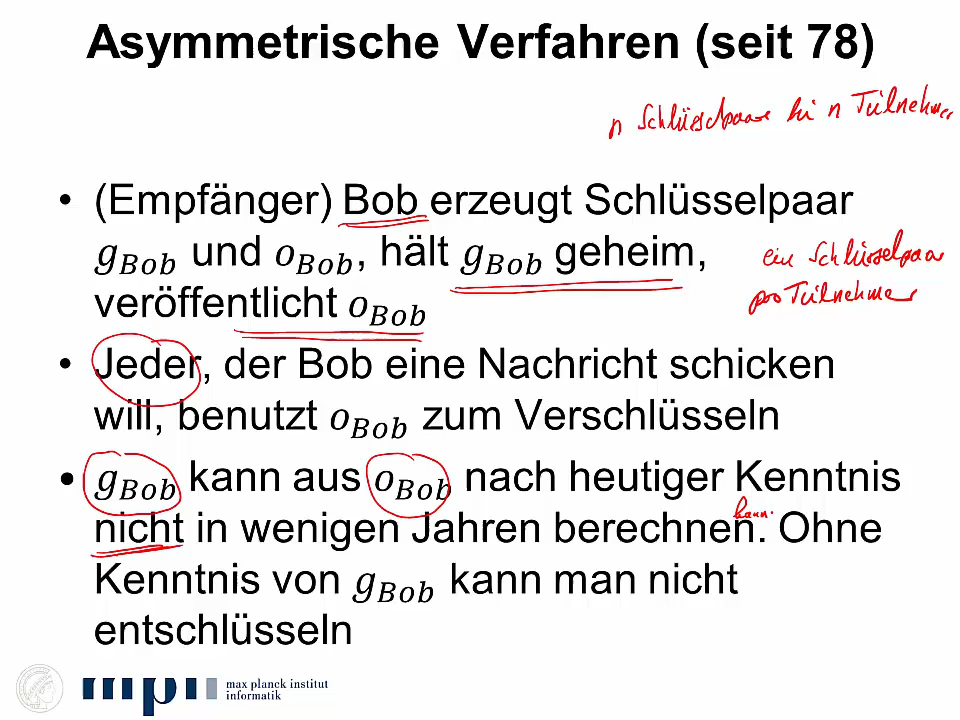 Asymmetrische Verfahren (seit 78)
n Schlüsselpaare bei n Teilnehmer
• (Empfänger) Bob erzeugt Schlüsselpaar
g_Bob und o_Bob, hält g_Bob geheim,
ein Schlüsselpaar
veröffentlicht o_Bob
pro Teilnehmer
• Jeder, der Bob eine Nachricht schicken
will, benutzt o_Bob zum Verschlüsseln
• g_Bob kann aus o_Bob nach heutiger Kenntnis
nicht in wenigen Jahren berechnen. Ohne
Kenntnis von g_Bob kann man nicht
entschlüsseln
max planck institut
informatik